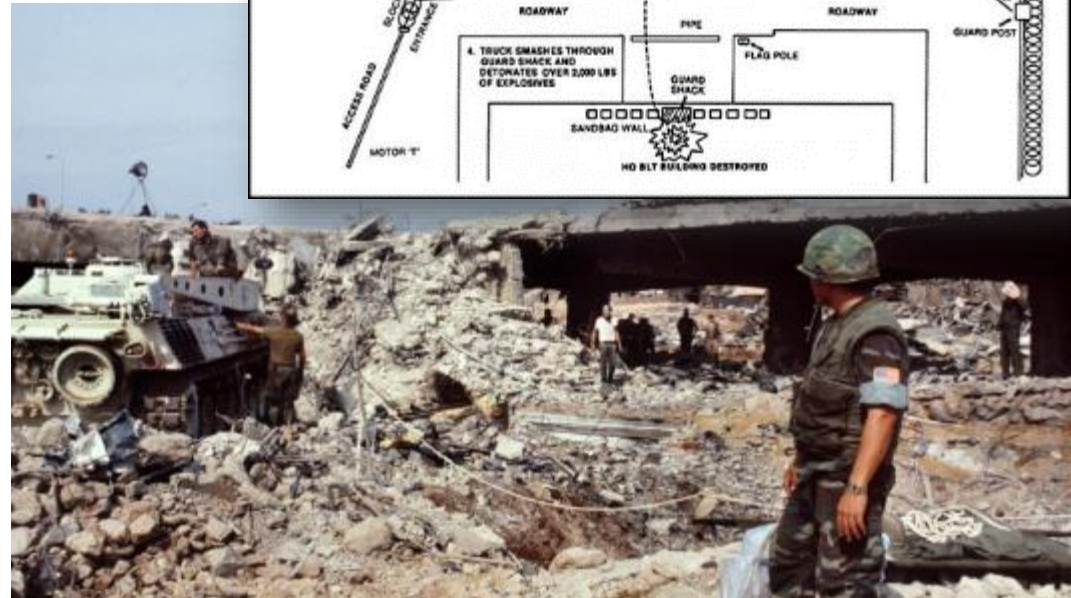 BLOC
ENTRANCE
ACCESS ROAD
MOTOR 'T'
ROADWAY
PIPE
ROADWAY
GUARD POST
FLAG POLE
4. TRUCK SMASHES THROUGH
GUARD SHACK AND
DETONATES OVER 2,000 LBS
OF EXPLOSIVES
GUARD
SHACK
SANDBAG WALL
HQ BLT BUILDING DESTROYED